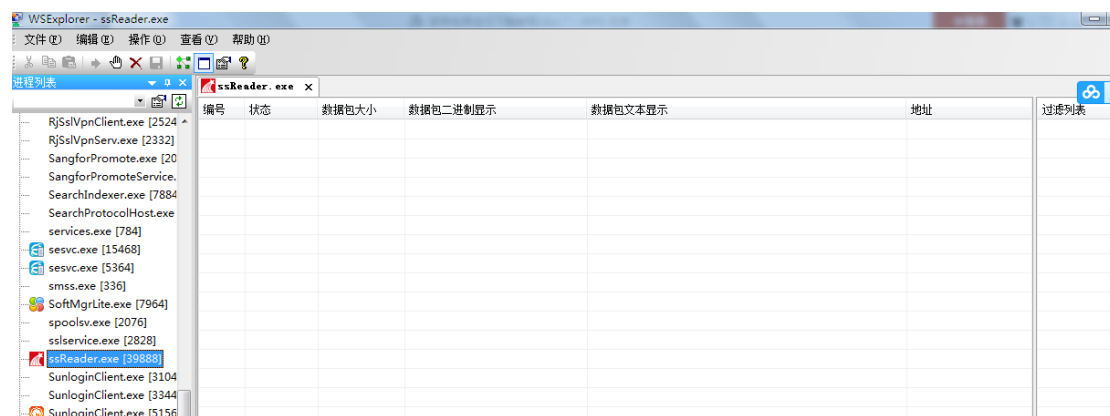 WSExplorer - ssReader.exe
文件(F) 编辑(E) 操作(O) 查看(V) 帮助(H)
进程列表
ssReader.exe x
编号 状态 数据包大小 数据包二进制显示 数据包文本显示 地址 过滤列表
RjSslVpnClient.exe [2524
RjSslVpnServ.exe [2332]
SangforPromote.exe [20
SangforPromoteService.
SearchIndexer.exe [7884
SearchProtocolHost.exe
services.exe [784]
sesvc.exe [15468]
sesvc.exe [5364]
smss.exe [336]
SoftMgrLite.exe [7964]
spoolsv.exe [2076]
sslservice.exe [2828]
ssReader.exe [39888]
SunloginClient.exe [3104
SunloginClient.exe [3344
SunloginClient.exe [5156